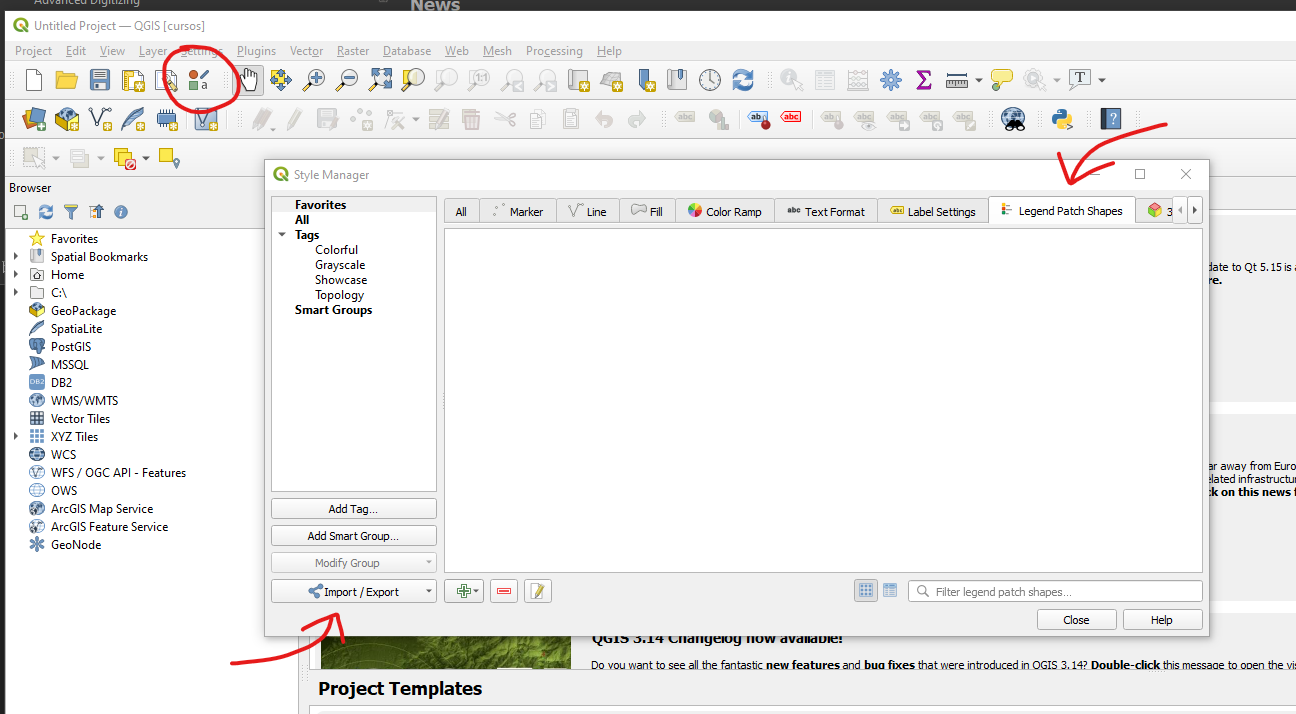 Advanced Digitizing
News
Untitled Project — QGIS [cursos]
Project Edit View Layer Settings Plugins Vector Raster Database Web Mesh Processing Help
Browser
Favorites
Spatial Bookmarks
Home
C:\
GeoPackage
SpatiaLite
PostGIS
MSSQL
DB2
WMS/WMTS
Vector Tiles
XYZ Tiles
WCS
WFS / OGC API - Features
OWS
ArcGIS Map Service
ArcGIS Feature Service
GeoNode
Style Manager
Favorites
All
Tags
Colorful
Grayscale
Showcase
Topology
Smart Groups
Add Tag...
Add Smart Group...
Modify Group
Import / Export
All Marker Line Fill Color Ramp Text Format Label Settings Legend Patch Shapes 3
Filter legend patch shapes...
Close Help
date to Qt 5.15 is a
re.
ar away from Euro
elated infrastructu
ck on this news f
QGIS 3.14 Changelog now available!
Do you want to see all the fantastic new features and bug fixes that were introduced in QGIS 3.14? Double-click this message to open the vis
Project Templates